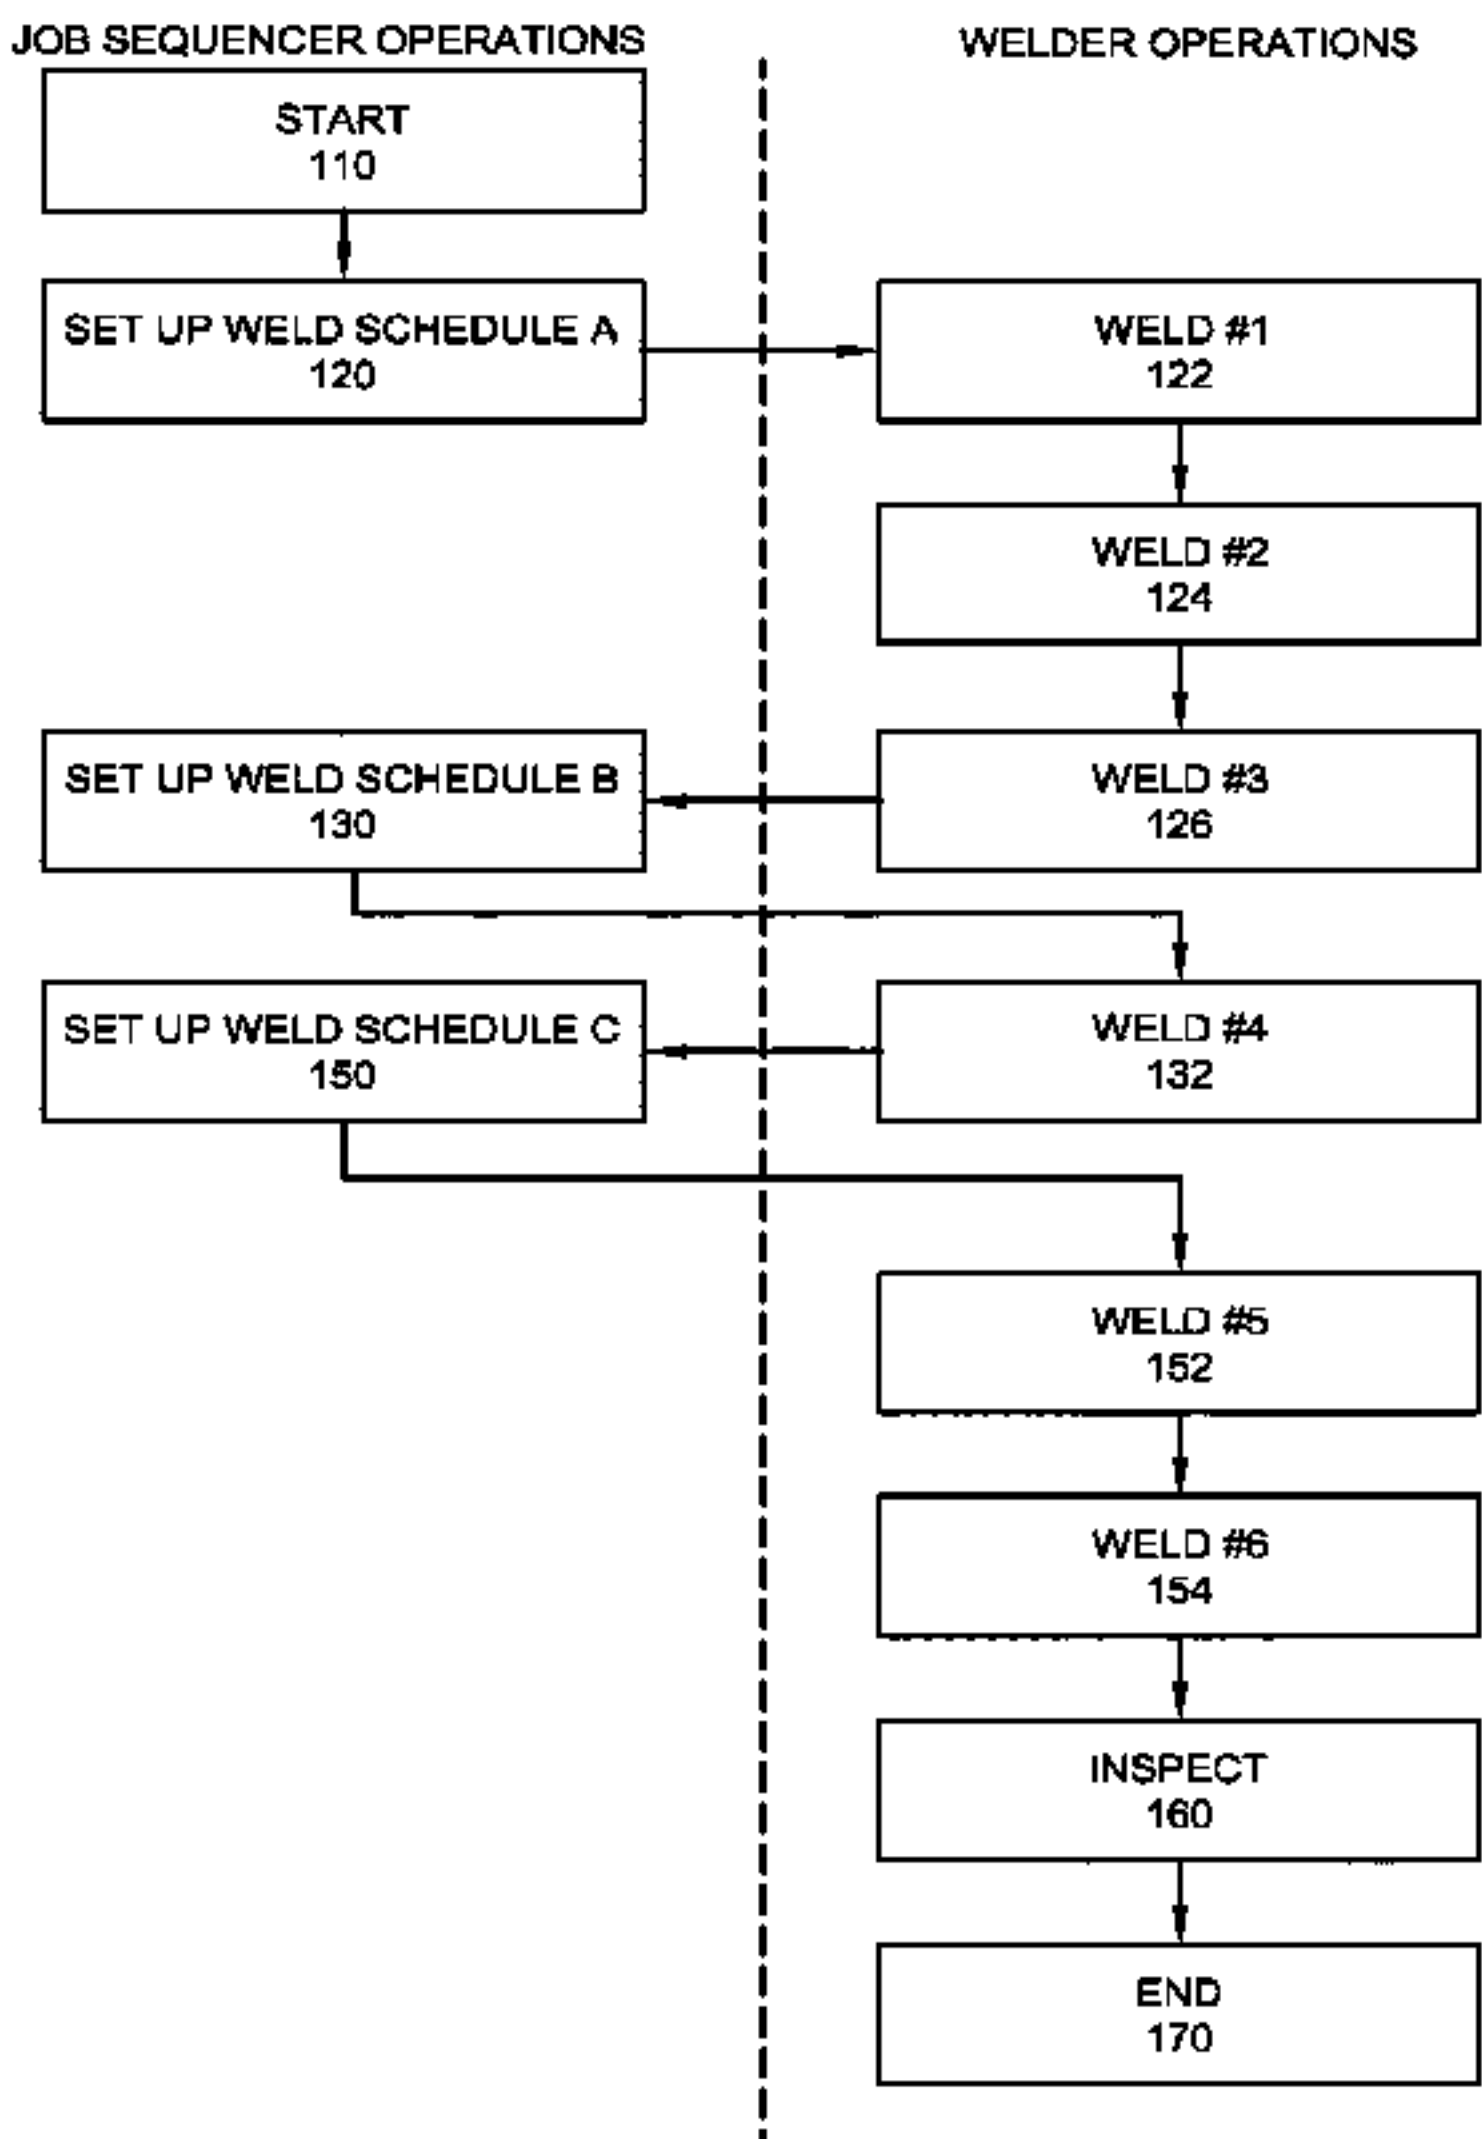 JOB SEQUENCER OPERATIONS
WELDER OPERATIONS
START
110
SET UP WELD SCHEDULE A
120
WELD #1
122
WELD #2
124
SET UP WELD SCHEDULE B
130
WELD #3
126
SET UP WELD SCHEDULE C
150
WELD #4
132
WELD #5
152
WELD #6
154
INSPECT
160
END
170